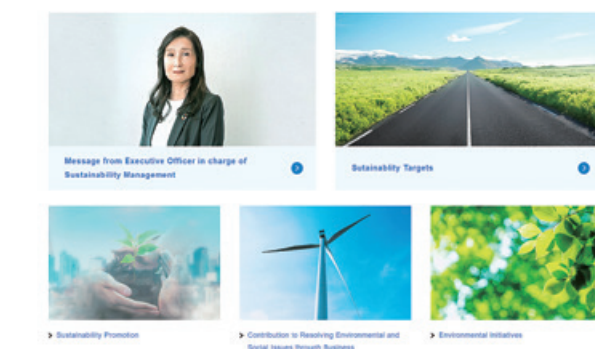 Message from Executive Officer in charge of
Sustainability Management
Sutainablity Targets
Sustainability Promotion
Contribution to Resolving Environmental and
Social Issues through Business
Environmental Initiatives